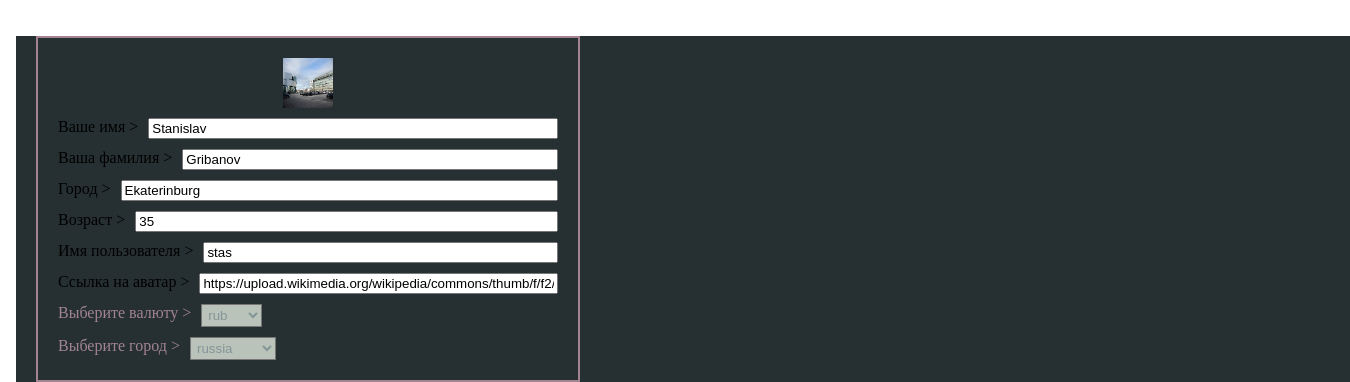 Ваше имя > Stanislav
Ваша фамилия > Gribanov
Город > Ekaterinburg
Возраст > 35
Имя пользователя > stas
Ссылка на аватар > https://upload.wikimedia.org/wikipedia/commons/thumb/f/f2/
Выберите валюту > rub
Выберите город > russia